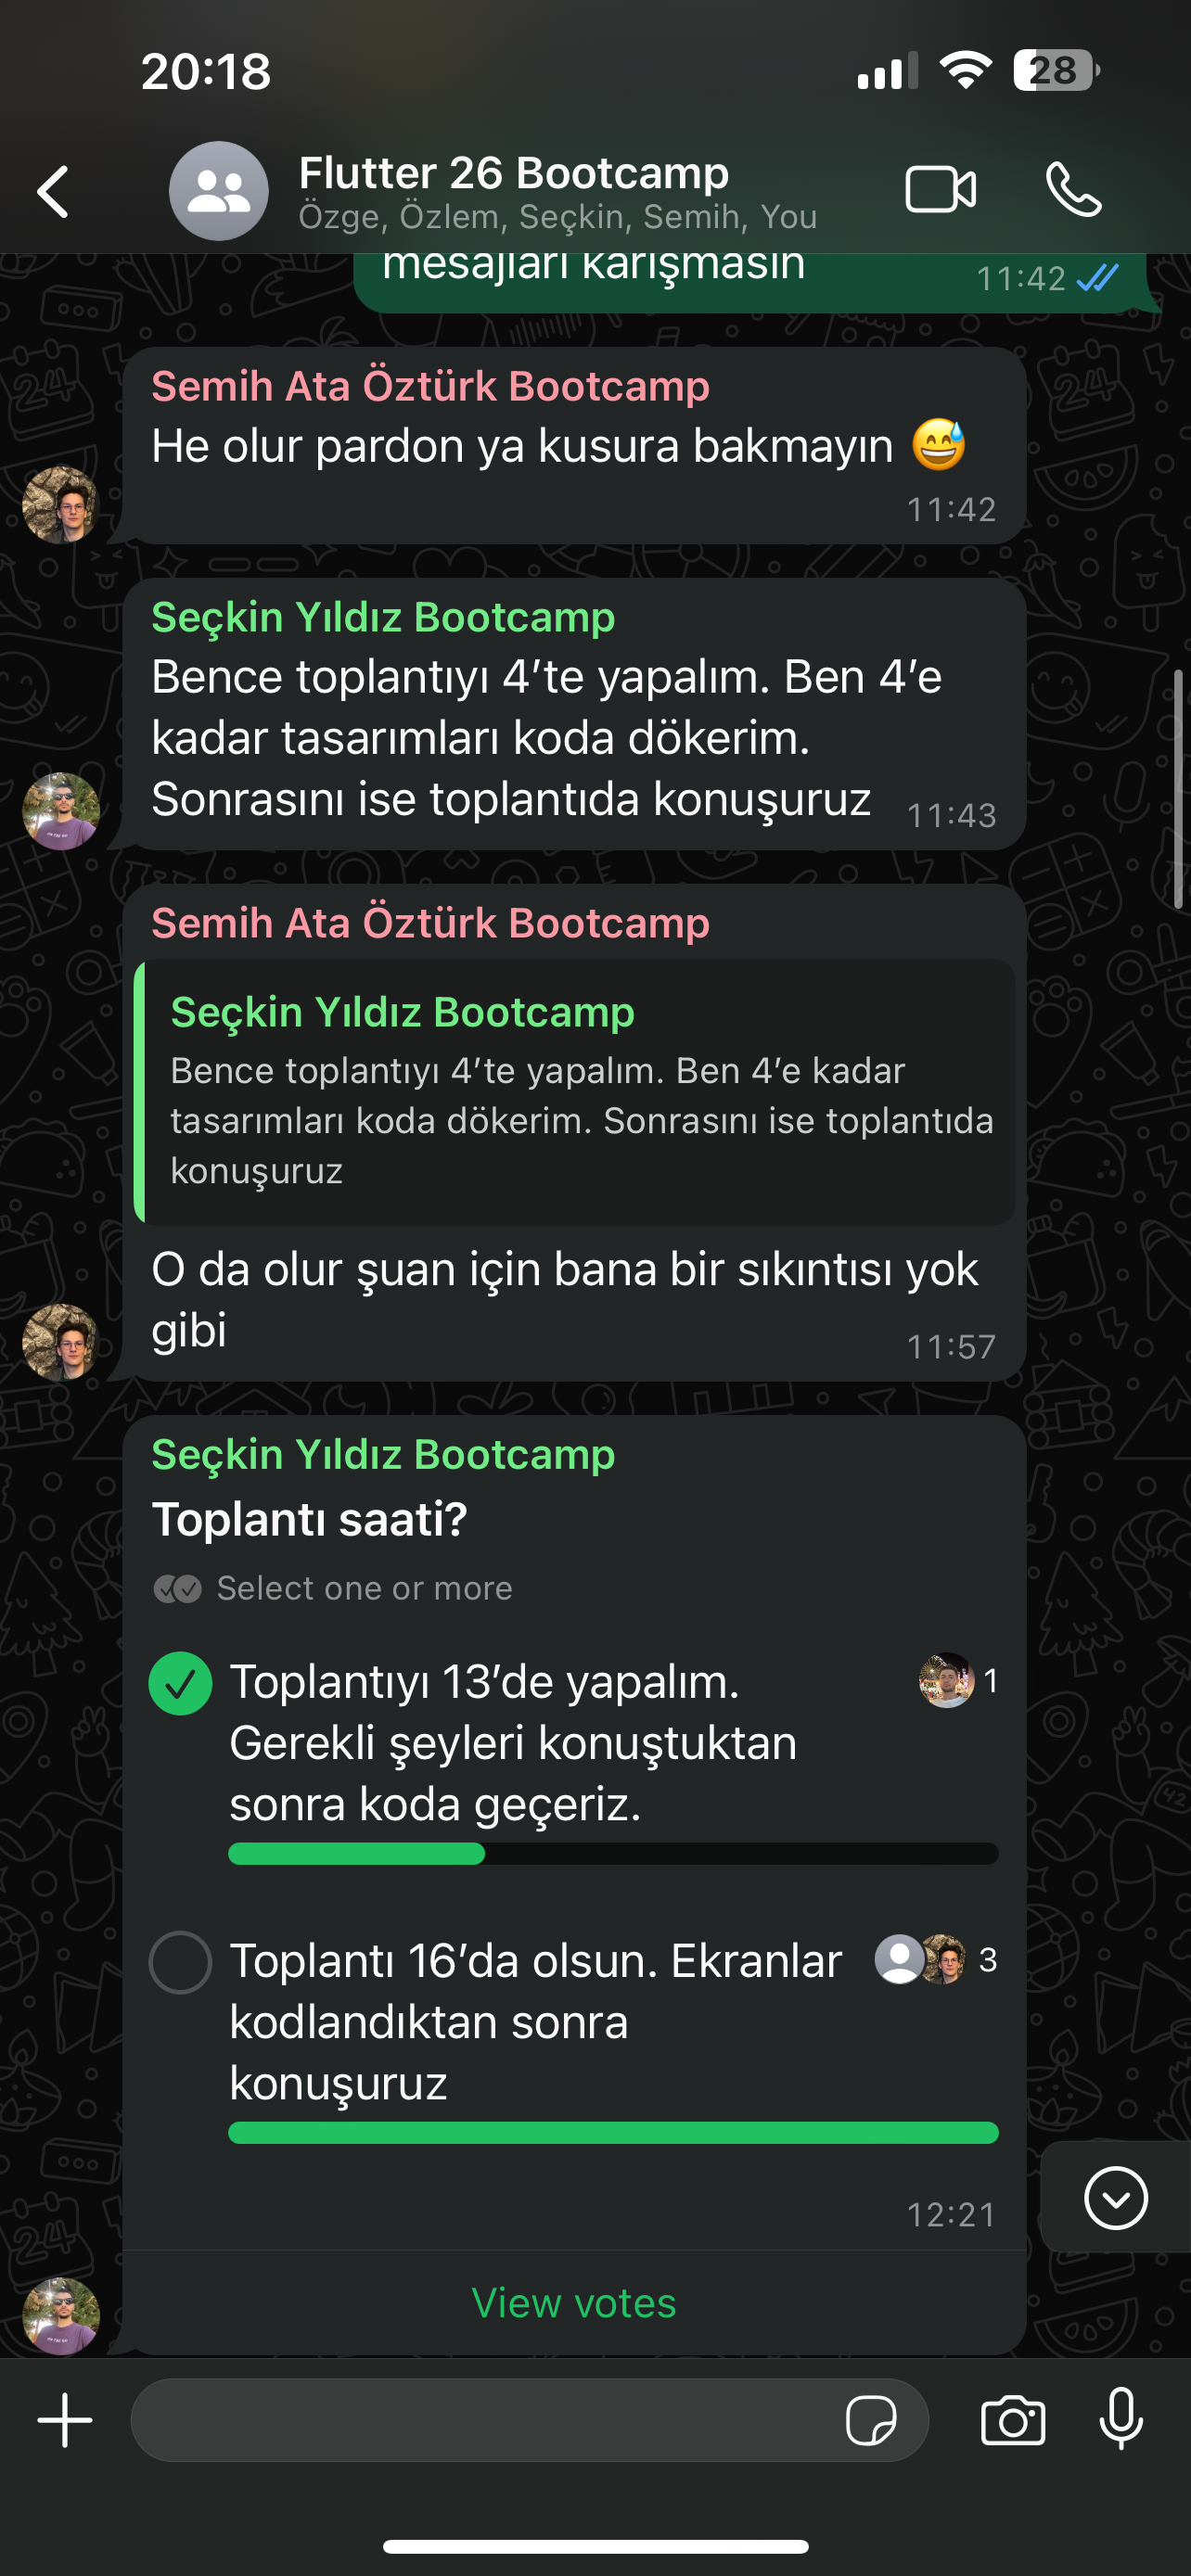 20:18
28
Flutter 26 Bootcamp
Özge, Özlem, Seçkin, Semih, You
mesajları karışmasın
11:42
Semih Ata Öztürk Bootcamp
He olur pardon ya kusura bakmayın 😅
11:42
Seçkin Yıldız Bootcamp
Bence toplantıyı 4’te yapalım. Ben 4’e
kadar tasarımları koda dökerim.
Sonrasını ise toplantıda konuşuruz
11:43
Semih Ata Öztürk Bootcamp
Seçkin Yıldız Bootcamp
Bence toplantıyı 4’te yapalım. Ben 4’e kadar
tasarımları koda dökerim. Sonrasını ise toplantıda
konuşuruz
O da olur şuan için bana bir sıkıntısı yok
gibi
11:57
Seçkin Yıldız Bootcamp
Toplantı saati?
Select one or more
Toplantıyı 13’de yapalım.
1
Gerekli şeyleri konuştuktan
sonra koda geçeriz.
Toplantı 16’da olsun. Ekranlar
3
kodlandıktan sonra
konuşuruz
12:21
View votes